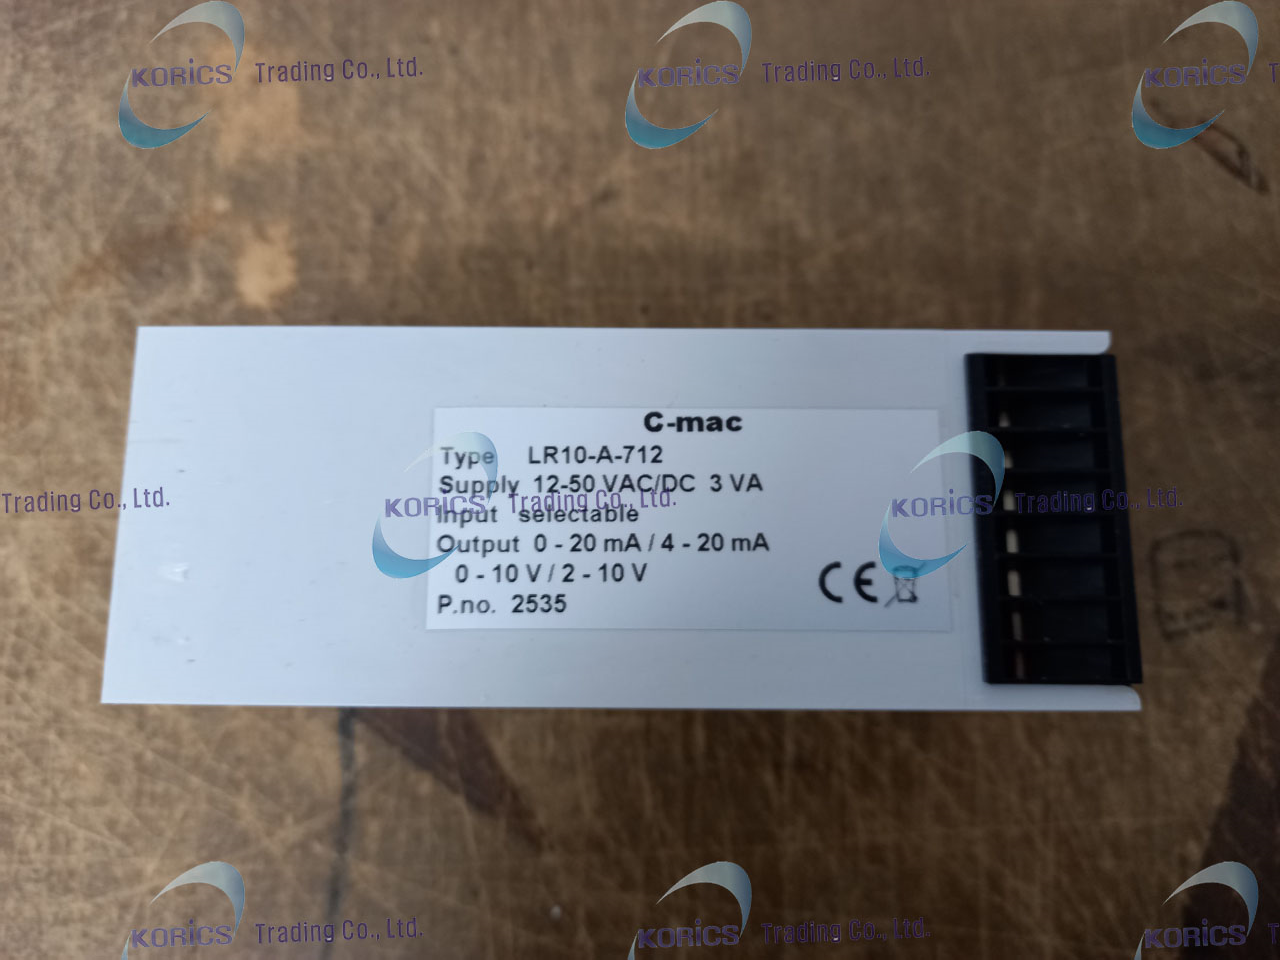 KORICS Trading Co., Ltd.
KORICS Trading Co., Ltd.
KORICS
C-mac
Type LR10-A-712
Supply 12-50 VAC/DC 3 VA
Trading Co., Ltd.
KORICS Trading Co., Ltd.
KORICS Trading Co., Ltd.
Input selectable
Output 0 - 20 mA / 4 - 20 mA
0 - 10 V / 2 - 10 V
CE
P.no. 2535
KORICS Trading Co., Ltd.
KORICS Trading Co., Ltd.
KORICS